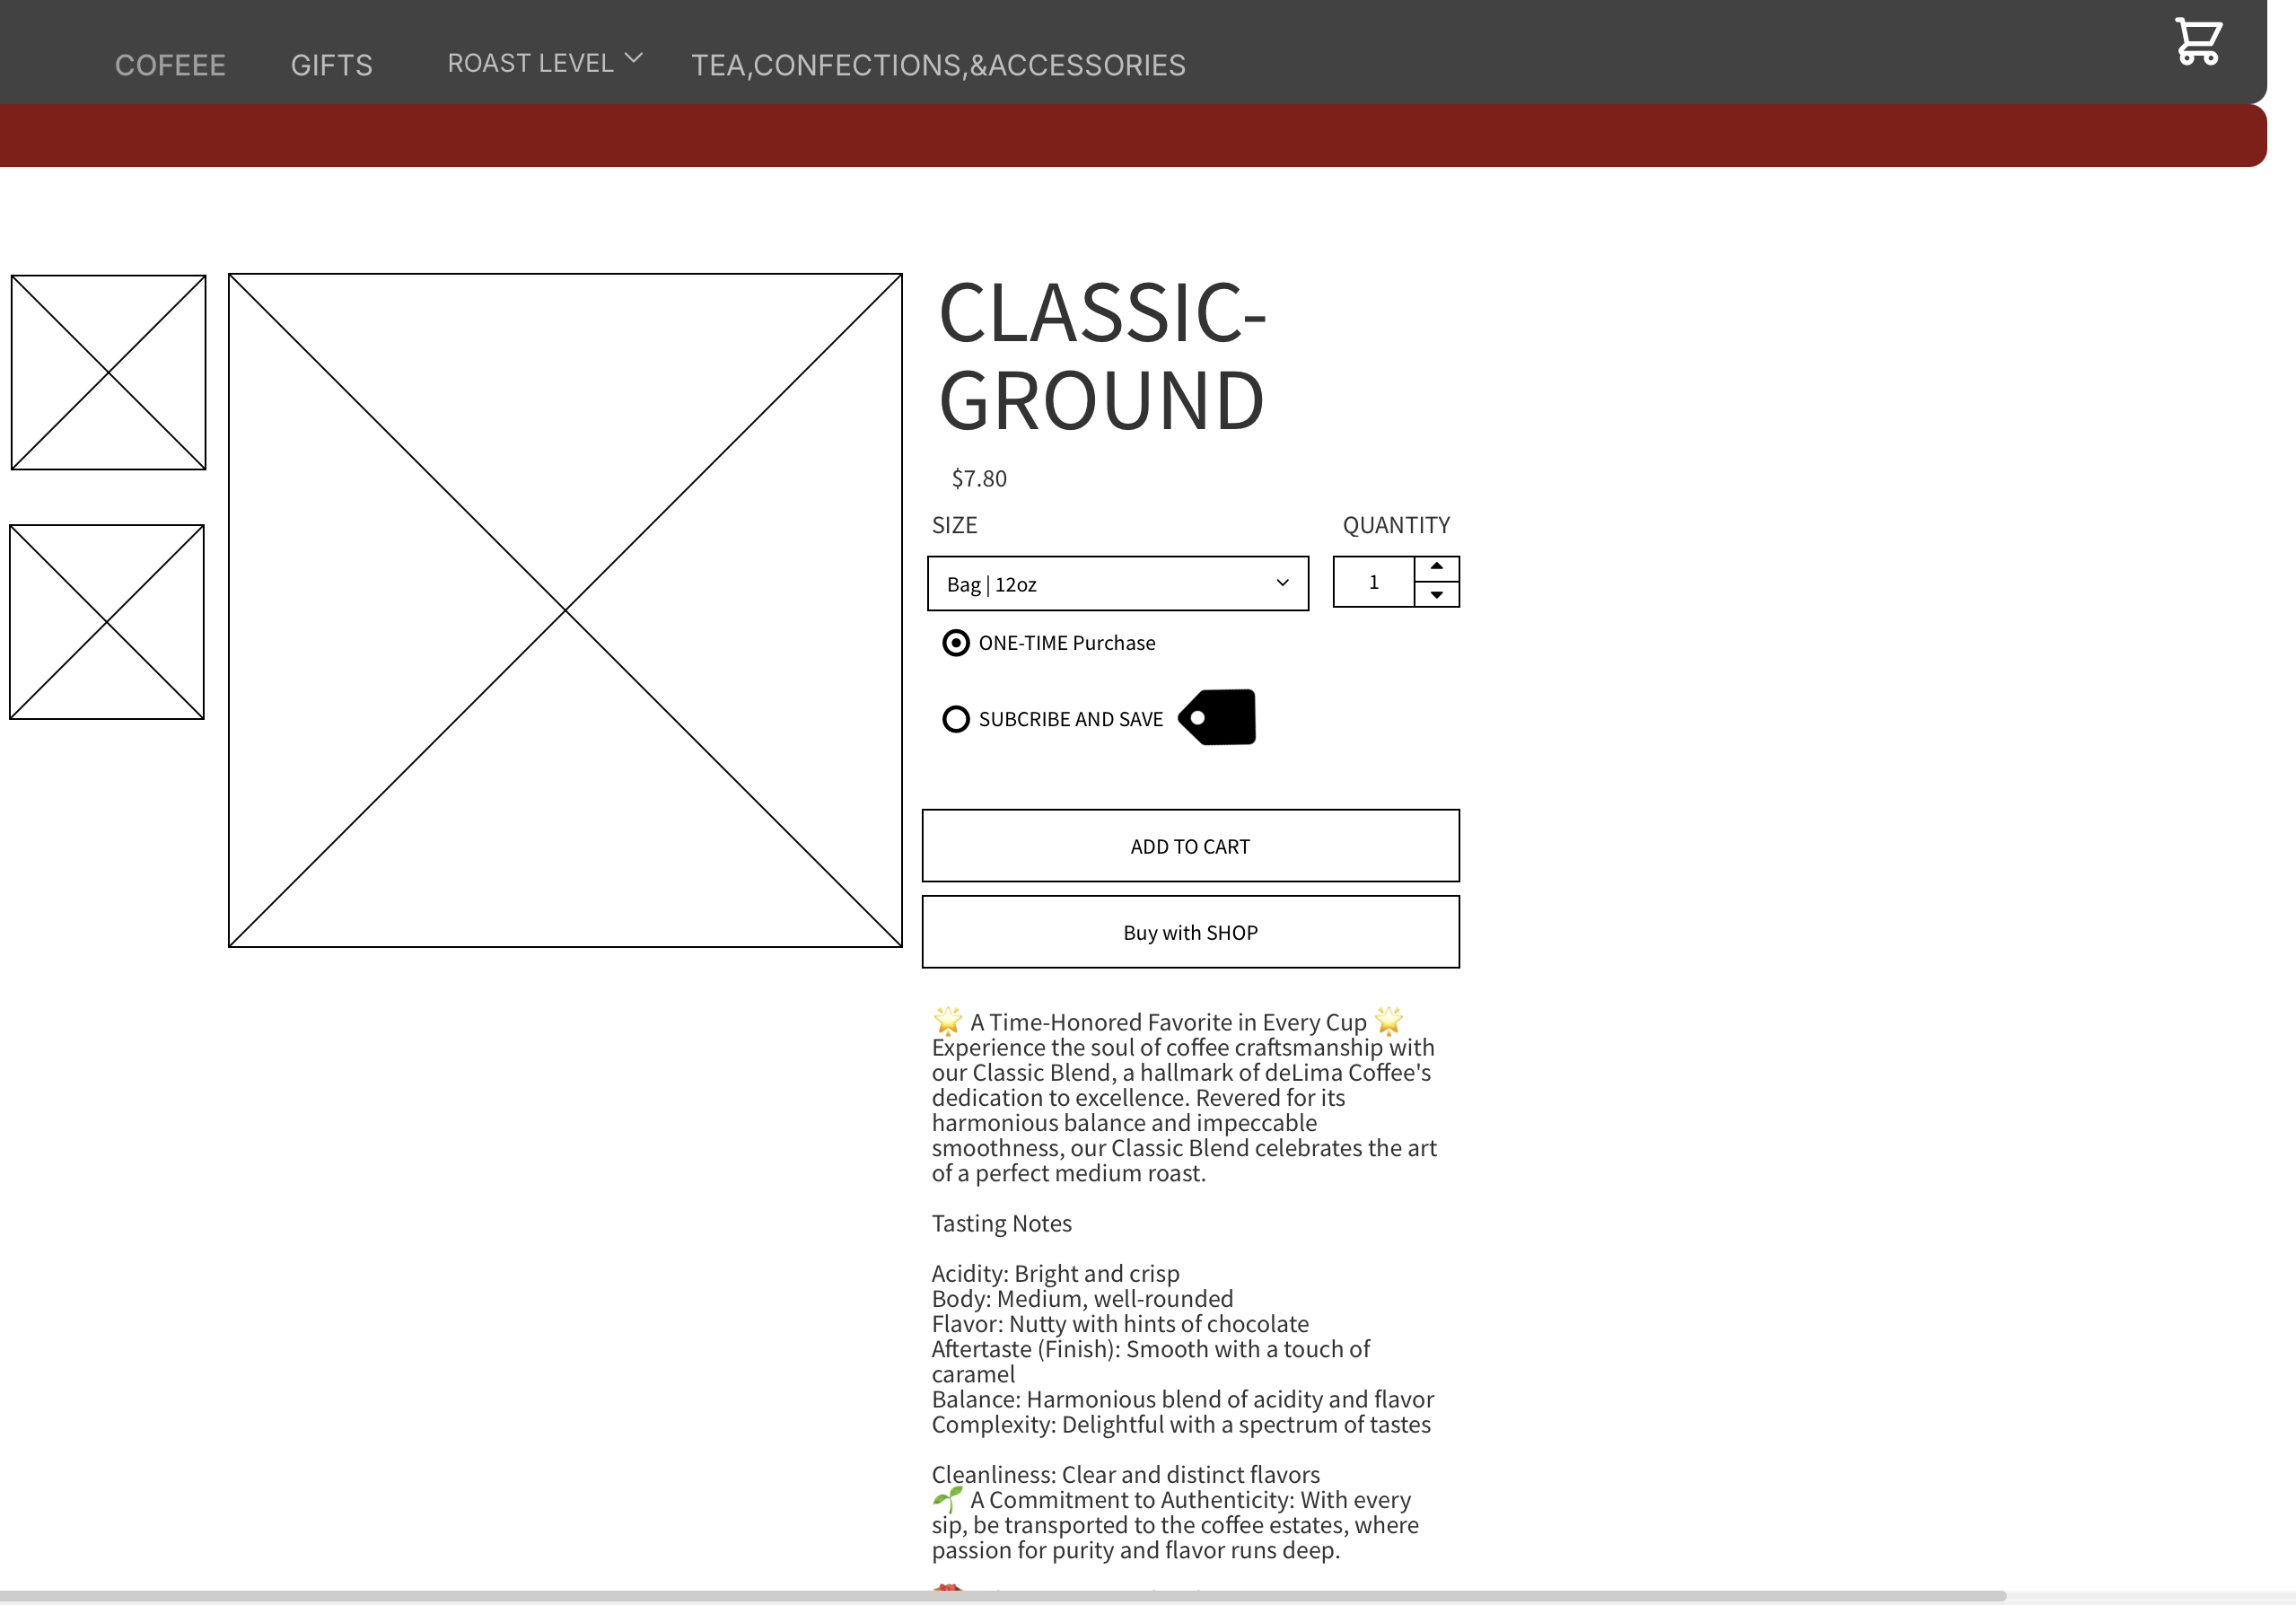 COFEEE GIFTS ROAST LEVEL TEA,CONFECTIONS,&ACCESSORIES
CLASSIC-
GROUND
$7.80
SIZE QUANTITY
Bag | 12oz 1
ONE-TIME Purchase
SUBCRIBE AND SAVE
ADD TO CART
Buy with SHOP
🌟 A Time-Honored Favorite in Every Cup 🌟
Experience the soul of coffee craftsmanship with
our Classic Blend, a hallmark of deLima Coffee's
dedication to excellence. Revered for its
harmonious balance and impeccable
smoothness, our Classic Blend celebrates the art
of a perfect medium roast.
Tasting Notes
Acidity: Bright and crisp
Body: Medium, well-rounded
Flavor: Nutty with hints of chocolate
Aftertaste (Finish): Smooth with a touch of
caramel
Balance: Harmonious blend of acidity and flavor
Complexity: Delightful with a spectrum of tastes
Cleanliness: Clear and distinct flavors
🌱 A Commitment to Authenticity: With every
sip, be transported to the coffee estates, where
passion for purity and flavor runs deep.